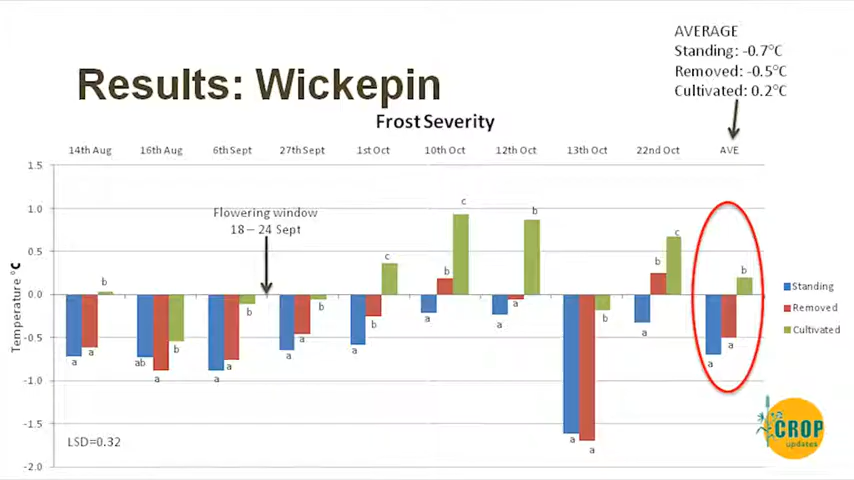 AVERAGE
Standing: -0.7°C
Removed: -0.5°C
Cultivated: 0.2°C
Results: Wickepin
Frost Severity
14th Aug 16th Aug 6th Sept 27th Sept 1st Oct 10th Oct 12th Oct 13th Oct 22nd Oct AVE
1.5
1.0
0.5
0.0
-0.5
-1.0
-1.5
-2.0
Temperature °C
Flowering window
18 – 24 Sept
a a b
ab a b
a a b
a a b
a b c
a b c
a a b
a a b
a b c
a a b
Standing
Removed
Cultivated
LSD=0.32
CROP
updates